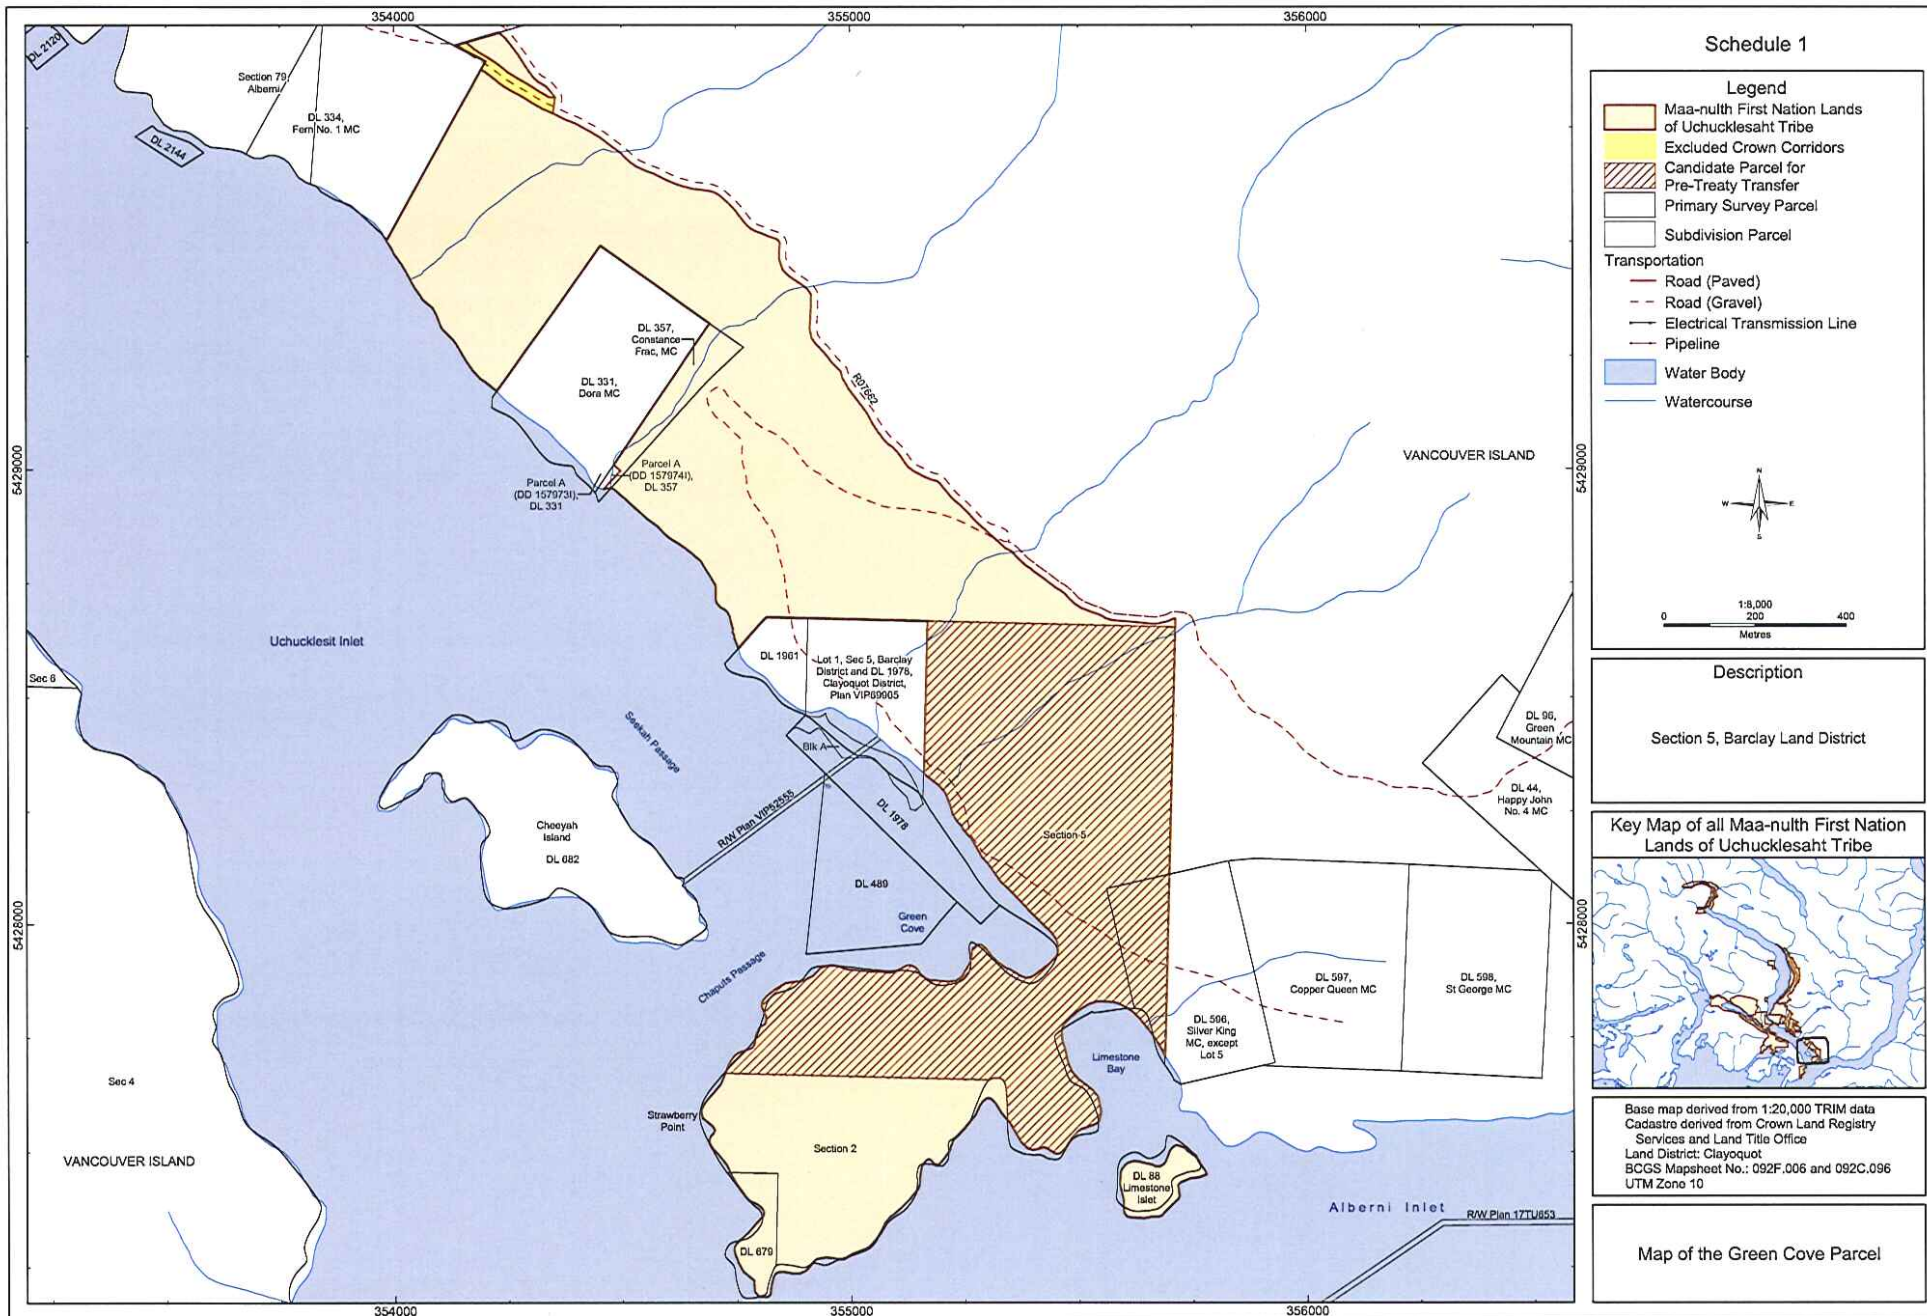 354000
355000
356000
Schedule 1
Legend
Maa-nulth First Nation Lands
of Uchucklesaht Tribe
Excluded Crown Corridors
Candidate Parcel for
Pre-Treaty Transfer
Primary Survey Parcel
Subdivision Parcel
Transportation
Road (Paved)
Road (Gravel)
Electrical Transmission Line
Pipeline
Water Body
Watercourse
N
W
E
S
1:8,000
0
200
400
Metres
Description
Section 5, Barclay Land District
Key Map of all Maa-nulth First Nation
Lands of Uchucklesaht Tribe
Base map derived from 1:20,000 TRIM data
Cadastre derived from Crown Land Registry
Services and Land Title Office
Land District: Clayoquot
BCGS Mapsheet No.: 092F.006 and 092C.096
UTM Zone 10
Map of the Green Cove Parcel
DL 2120
Section 79,
Alberni
DL 334,
Fern No. 1 MC
DL 2144
DL 357,
Constance
Frac, MC
DL 331,
Dora MC
R07662
5429000
5429000
VANCOUVER ISLAND
Parcel A
(DD 157974I),
DL 357
Parcel A
(DD 157973I),
DL 331
Uchucklesit Inlet
DL 1961
Lot 1, Sec 5, Barclay
District and DL 1978,
Clayoquot District,
Plan VIP69905
Sec 6
Seekah Passage
Blk A
DL 96,
Green
Mountain MC
DL 44,
Happy John
No. 4 MC
R/W Plan VIP52555
DL 1978
Cheeyah
Island
DL 682
Section 5
DL 489
Green
Cove
5428000
5428000
Chaputs Passage
DL 597,
Copper Queen MC
DL 598,
St George MC
DL 596,
Silver King
MC, except
Lot 5
Limestone
Bay
Sec 4
Strawberry
Point
Section 2
VANCOUVER ISLAND
DL 88
Limestone
Islet
Alberni Inlet
R/W Plan 17TU653
DL 679
354000
355000
356000